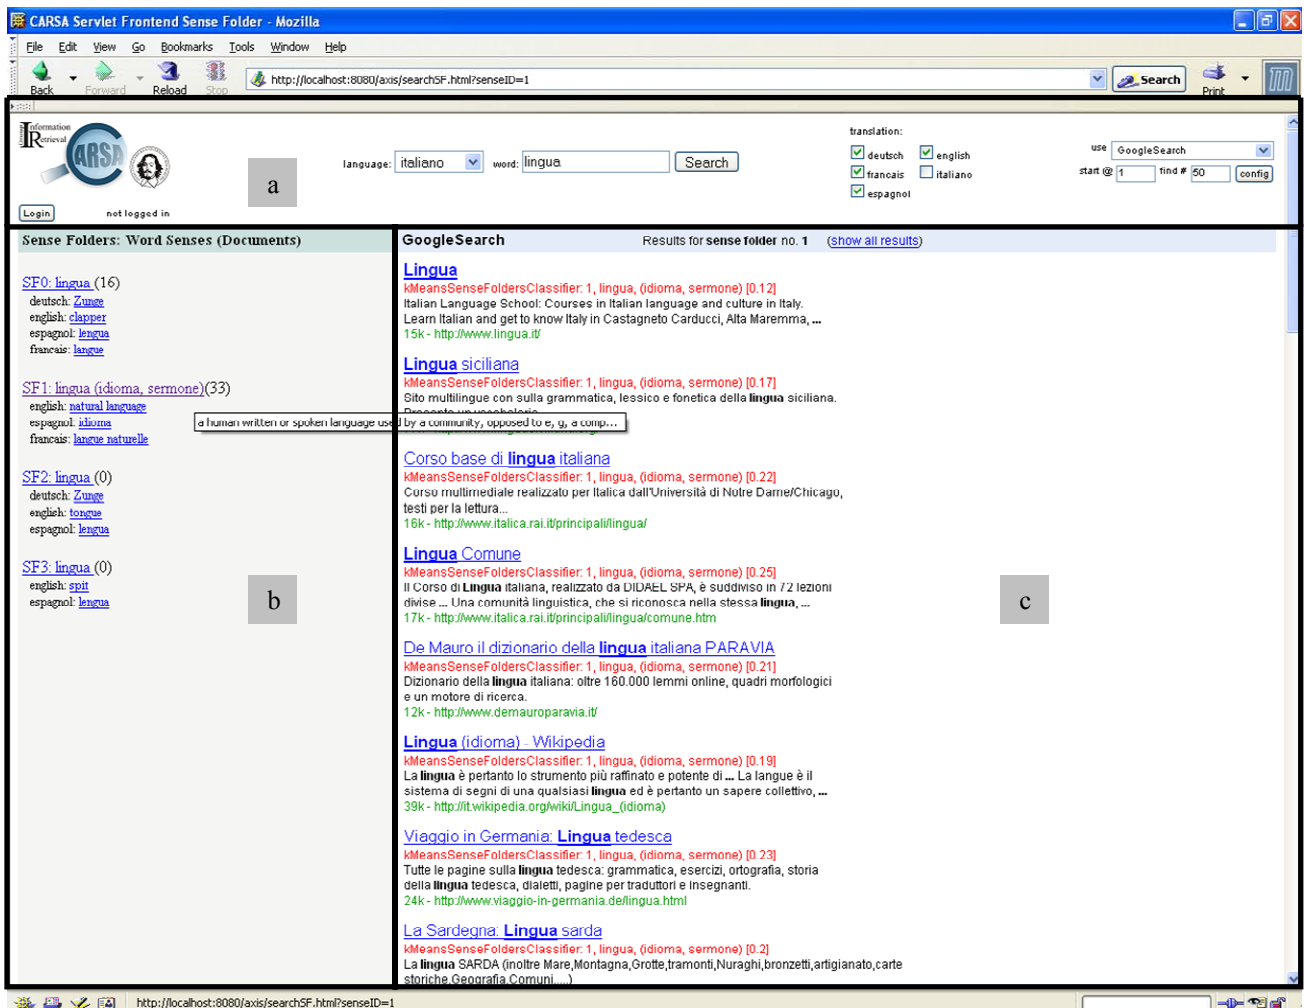 CARSA Servlet Frontend Sense Folder - Mozilla
File Edit View Go Bookmarks Tools Window Help
Back Forward Reload Stop http://localhost:8080/axis/searchSF.html?senseID=1 Search Print
Information
Retrieval
CARSA
a
language: italiano word: lingua Search
translation:
deutsch english
francais italiano
espagnol
use GoogleSearch
start @ 1 find # 50 config
Login not logged in
Sense Folders: Word Senses (Documents)
SF0: lingua (16)
deutsch: Zunge
english: clapper
espagnol: lengua
francais: langue
SF1: lingua (idioma, sermone)(33)
english: natural language
espagnol: idioma
francais: langue naturelle
a human written or spoken language used by a community, opposed to e, g, a comp...
SF2: lingua (0)
deutsch: Zunge
english: tongue
espagnol: lengua
SF3: lingua (0)
english: spit
espagnol: lengua
b
GoogleSearch Results for sense folder no. 1 (show all results)
Lingua
kMeansSenseFoldersClassifier: 1, lingua, (idioma, sermone) [0.12]
Italian Language School: Courses in Italian language and culture in Italy.
Learn Italian and get to know Italy in Castagneto Carducci, Alta Maremma, ...
15k - http://www.lingua.it/
Lingua siciliana
kMeansSenseFoldersClassifier: 1, lingua, (idioma, sermone) [0.17]
Sito multilingue con sulla grammatica, lessico e fonetica della lingua siciliana.
Corso base di lingua italiana
kMeansSenseFoldersClassifier: 1, lingua, (idioma, sermone) [0.22]
Corso multimediale realizzato per Italica dall'Università di Notre Dame/Chicago,
testi per la lettura...
16k - http://www.italica.rai.it/principali/lingua/
Lingua Comune
kMeansSenseFoldersClassifier: 1, lingua, (idioma, sermone) [0.25]
Il Corso di Lingua italiana, realizzato da DIDAEL SPA, è suddiviso in 72 lezioni
divise ... Una comunità linguistica, che si riconosca nella stessa lingua, ...
17k - http://www.italica.rai.it/principali/lingua/comune.htm
c
De Mauro il dizionario della lingua italiana PARAVIA
kMeansSenseFoldersClassifier: 1, lingua, (idioma, sermone) [0.21]
Dizionario della lingua italiana: oltre 160.000 lemmi online, quadri morfologici
e un motore di ricerca.
12k - http://www.demauroparavia.it/
Lingua (idioma) - Wikipedia
kMeansSenseFoldersClassifier: 1, lingua, (idioma, sermone) [0.19]
La lingua è pertanto lo strumento più raffinato e potente di ... La langue è il
sistema di segni di una qualsiasi lingua ed è pertanto un sapere collettivo, ...
39k - http://it.wikipedia.org/wiki/Lingua_(idioma)
Viaggio in Germania: Lingua tedesca
kMeansSenseFoldersClassifier: 1, lingua, (idioma, sermone) [0.23]
Tutte le pagine sulla lingua tedesca: grammatica, esercizi, ortografia, storia
della lingua tedesca, dialetti, pagine per traduttori e insegnanti.
24k - http://www.viaggio-in-germania.de/lingua.html
La Sardegna: Lingua sarda
kMeansSenseFoldersClassifier: 1, lingua, (idioma, sermone) [0.2]
La lingua SARDA (inoltre Mare,Montagna,Grotte,tramonti,Nuraghi,bronzetti,artigianato,carte
storiche,Geografia,Comuni.....)
http://localhost:8080/axis/searchSF.html?senseID=1